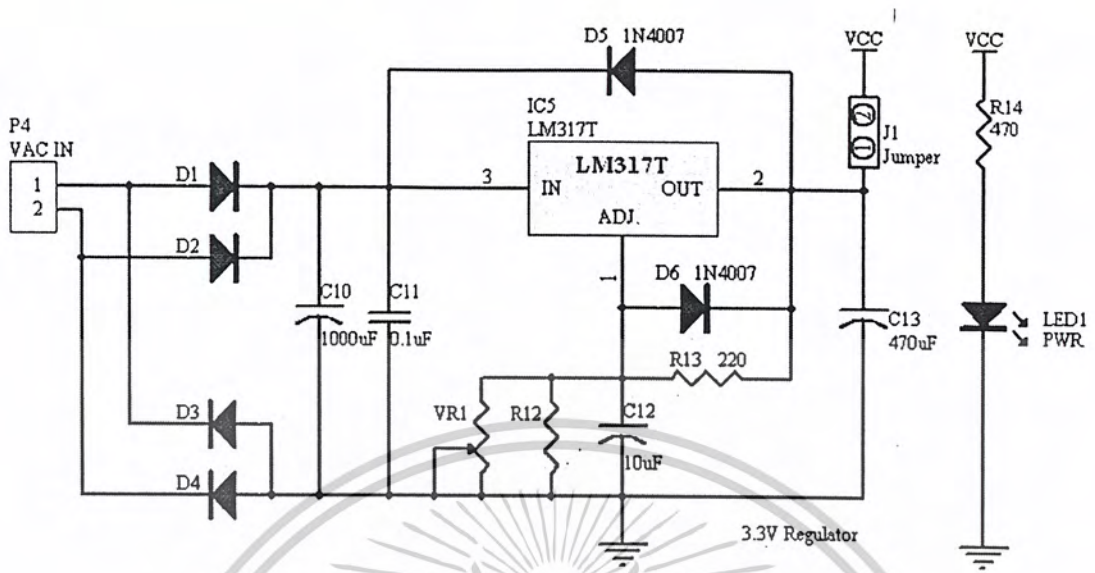 D5 1N4007
VCC
VCC
IC5
LM317T
P4
VAC IN
1
2
D1
D2
3
LM317T
IN
OUT
ADJ.
2
1
J1
Jumper
R14
470
D6 1N4007
C10
1000uF
C11
0.1uF
C13
470uF
LED1
PWR
R13 220
D3
D4
VR1
R12
C12
10uF
3.3V Regulator